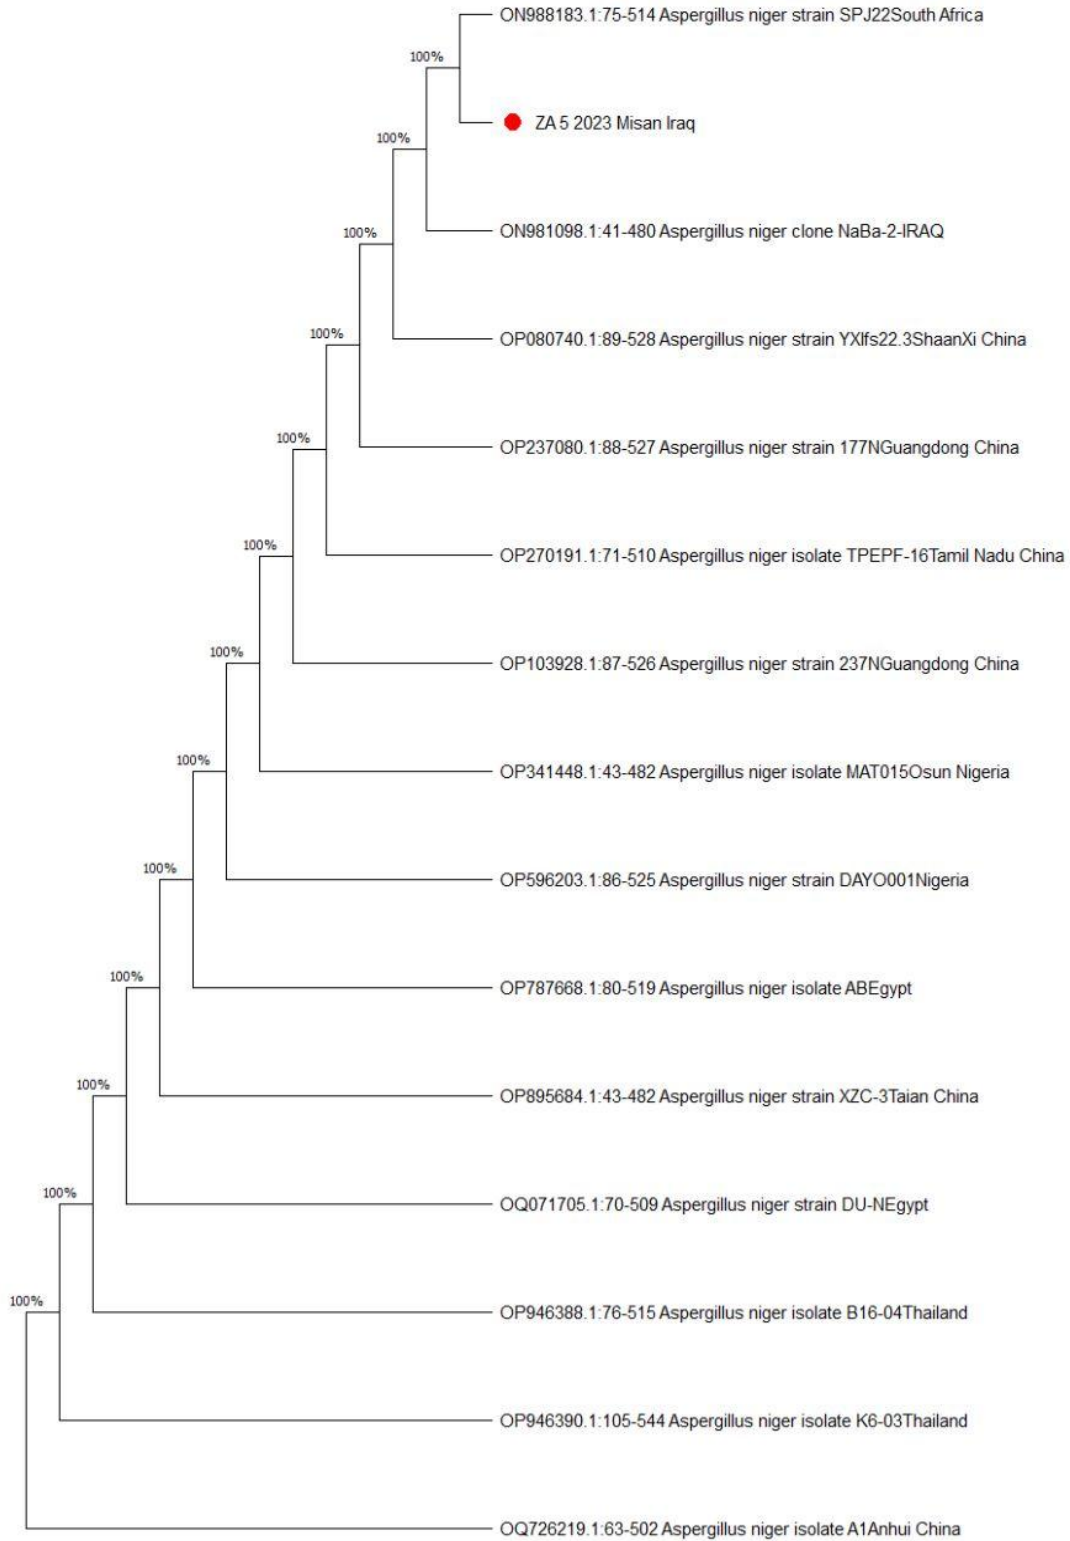 ON988183.1:75-514 Aspergillus niger strain SPJ22South Africa
100%
ZA 5 2023 Misan Iraq
100%
ON981098.1:41-480 Aspergillus niger clone NaBa-2-IRAQ
100%
100%
OP080740.1:89-528 Aspergillus niger strain YXlfs22.3ShaanXi China
100%
OP237080.1:88-527 Aspergillus niger strain 177NGuangdong China
100%
OP270191.1:71-510 Aspergillus niger isolate TPEPF-16Tamil Nadu China
100%
OP103928.1:87-526 Aspergillus niger strain 237NGuangdong China
100%
OP341448.1:43-482 Aspergillus niger isolate MAT015Osun Nigeria
100%
OP596203.1:86-525 Aspergillus niger strain DAYO001Nigeria
100%
OP787668.1:80-519 Aspergillus niger isolate ABEgypt
100%
OP895684.1:43-482 Aspergillus niger strain XZC-3Taian China
100%
OQ071705.1:70-509 Aspergillus niger strain DU-NEgypt
100%
OP946388.1:76-515 Aspergillus niger isolate B16-04Thailand
OP946390.1:105-544 Aspergillus niger isolate K6-03Thailand
OQ726219.1:63-502 Aspergillus niger isolate A1Anhui China